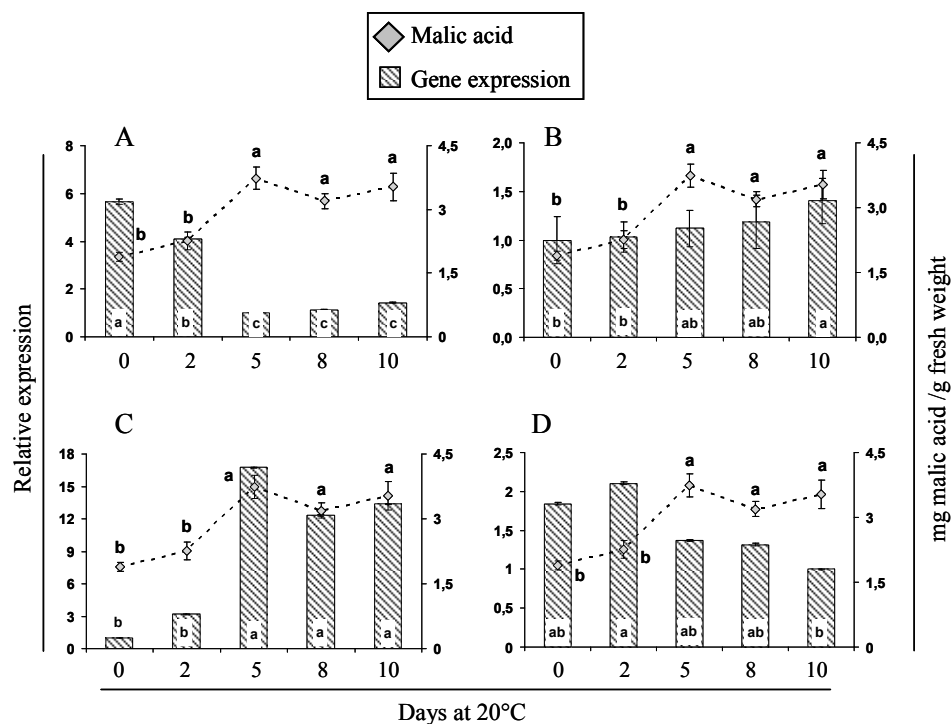 Malic acid
Gene expression
A
8
6
4
2
0
4,5
3
1,5
0
b
b
a
a
a
a
b
c
c
c
0 2 5 8 10
B
2,0
1,5
1,0
0,5
0,0
4,5
3,0
1,5
0,0
b
b
a
a
a
b
b
ab
ab
a
0 2 5 8 10
C
18
15
12
9
6
3
0
4,5
3
1,5
0
b
b
a
a
a
b
b
a
a
a
0 2 5 8 10
D
2,5
2
1,5
1
0,5
0
4,5
3
1,5
0
b
b
a
a
a
ab
a
ab
ab
b
0 2 5 8 10
Relative expression
mg malic acid /g fresh weight
Days at 20°C